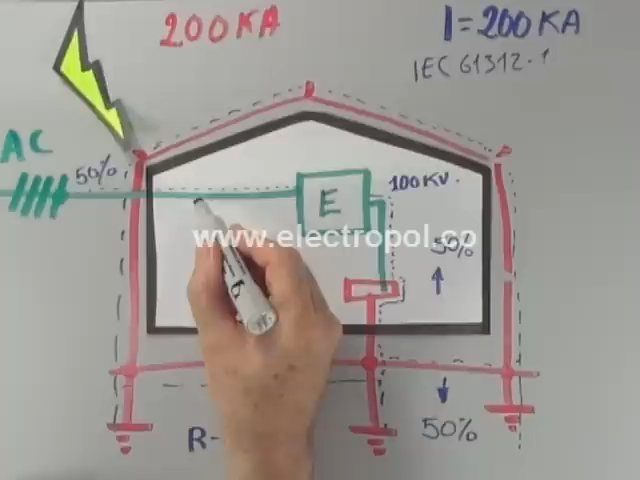 200KA
I=200KA
IEC 61312-1
AC
50%
E
100KV.
www.electropol.co
50%
50%
R-